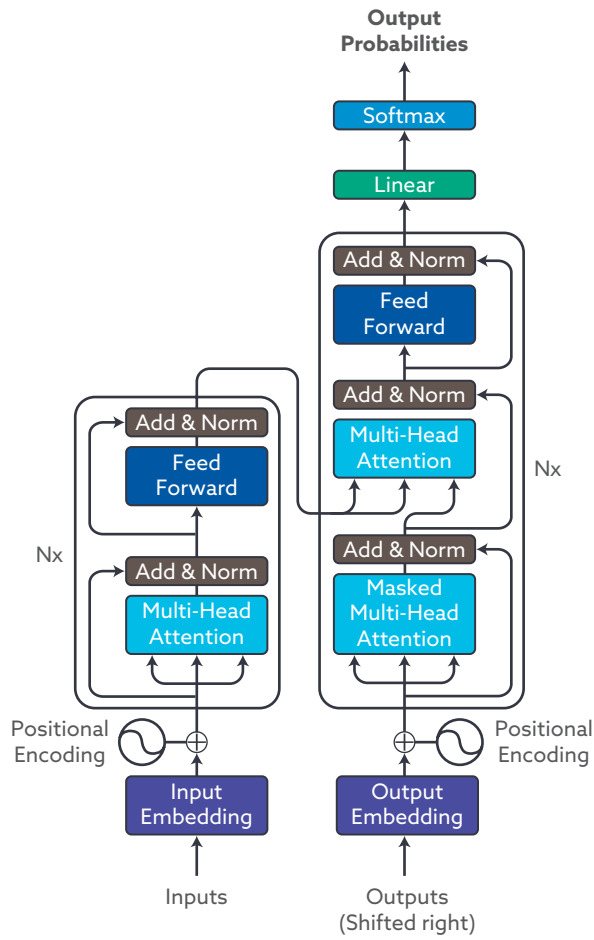 Output
Probabilities
Softmax
Linear
Add & Norm
Feed
Forward
Add & Norm
Multi-Head
Attention
Nx
Add & Norm
Masked
Multi-Head
Attention
Add & Norm
Feed
Forward
Nx
Add & Norm
Multi-Head
Attention
Positional
Encoding
Positional
Encoding
Input
Embedding
Output
Embedding
Inputs
Outputs
(Shifted right)